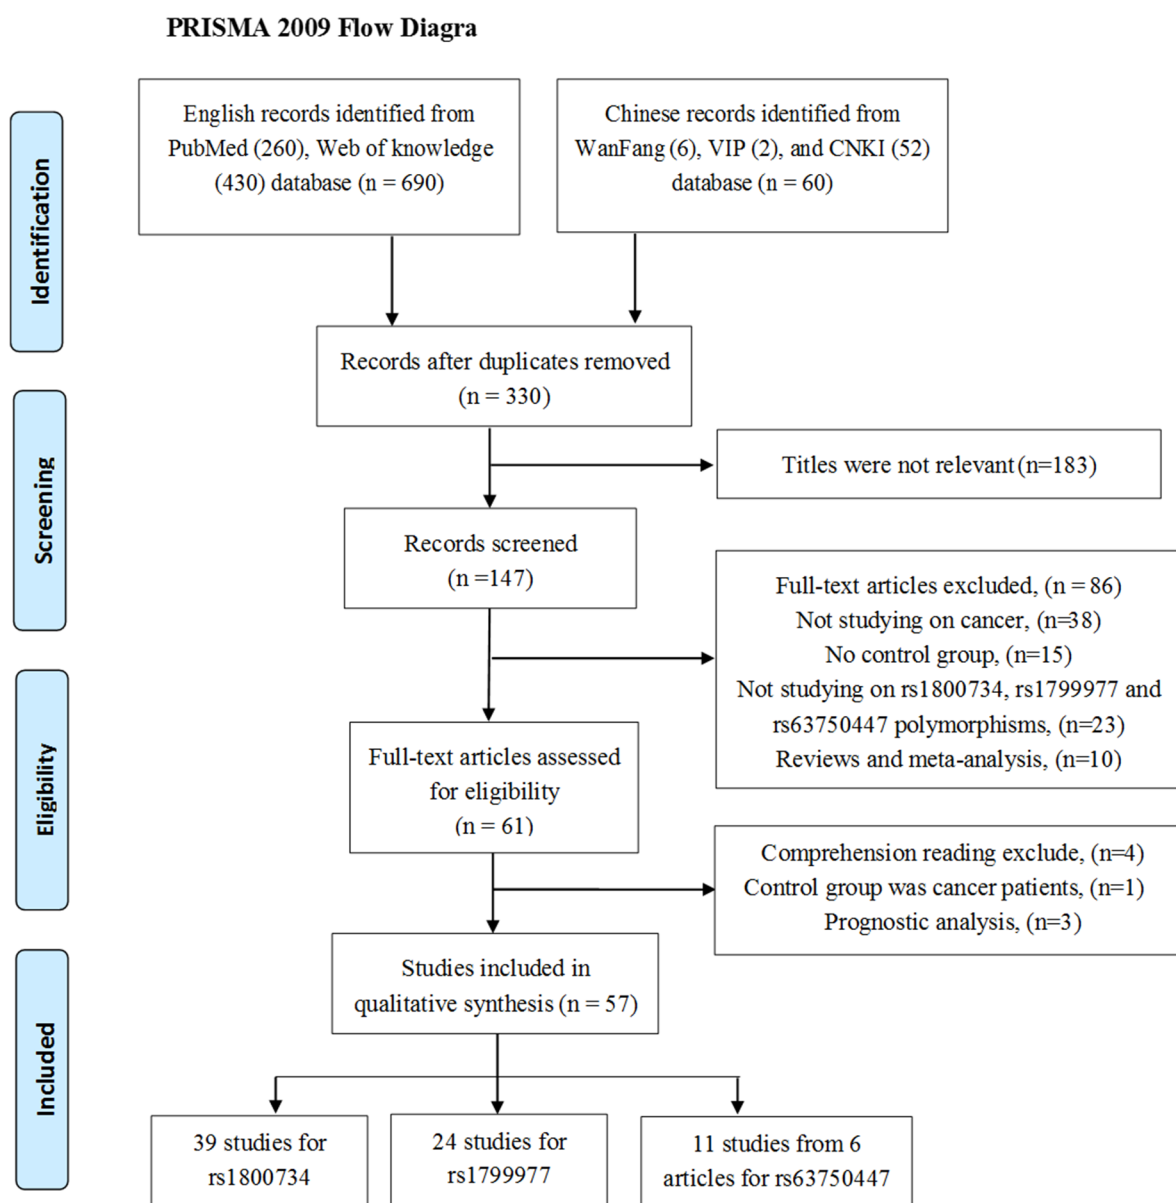 PRISMA 2009 Flow Diagra
Identification
English records identified from
PubMed (260), Web of knowledge
(430) database (n = 690)
Chinese records identified from
WanFang (6), VIP (2), and CNKI (52)
database (n = 60)
Records after duplicates removed
(n = 330)
Screening
Titles were not relevant (n=183)
Records screened
(n =147)
Full-text articles excluded, (n = 86)
Not studying on cancer, (n=38)
No control group, (n=15)
Not studying on rs1800734, rs1799977 and
rs63750447 polymorphisms, (n=23)
Reviews and meta-analysis, (n=10)
Eligibility
Full-text articles assessed
for eligibility
(n = 61)
Comprehension reading exclude, (n=4)
Control group was cancer patients, (n=1)
Prognostic analysis, (n=3)
Included
Studies included in
qualitative synthesis (n = 57)
39 studies for
rs1800734
24 studies for
rs1799977
11 studies from 6
articles for rs63750447